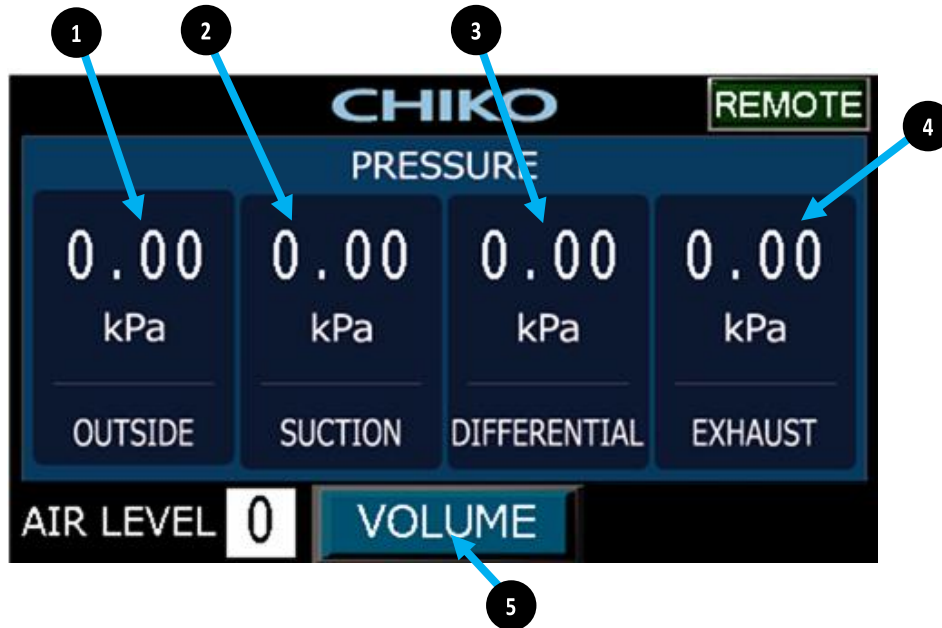 1 2 3
CHIKO REMOTE
4
PRESSURE
0.00 0.00 0.00 0.00
kPa kPa kPa kPa
OUTSIDE SUCTION DIFFERENTIAL EXHAUST
AIR LEVEL 0 VOLUME
5